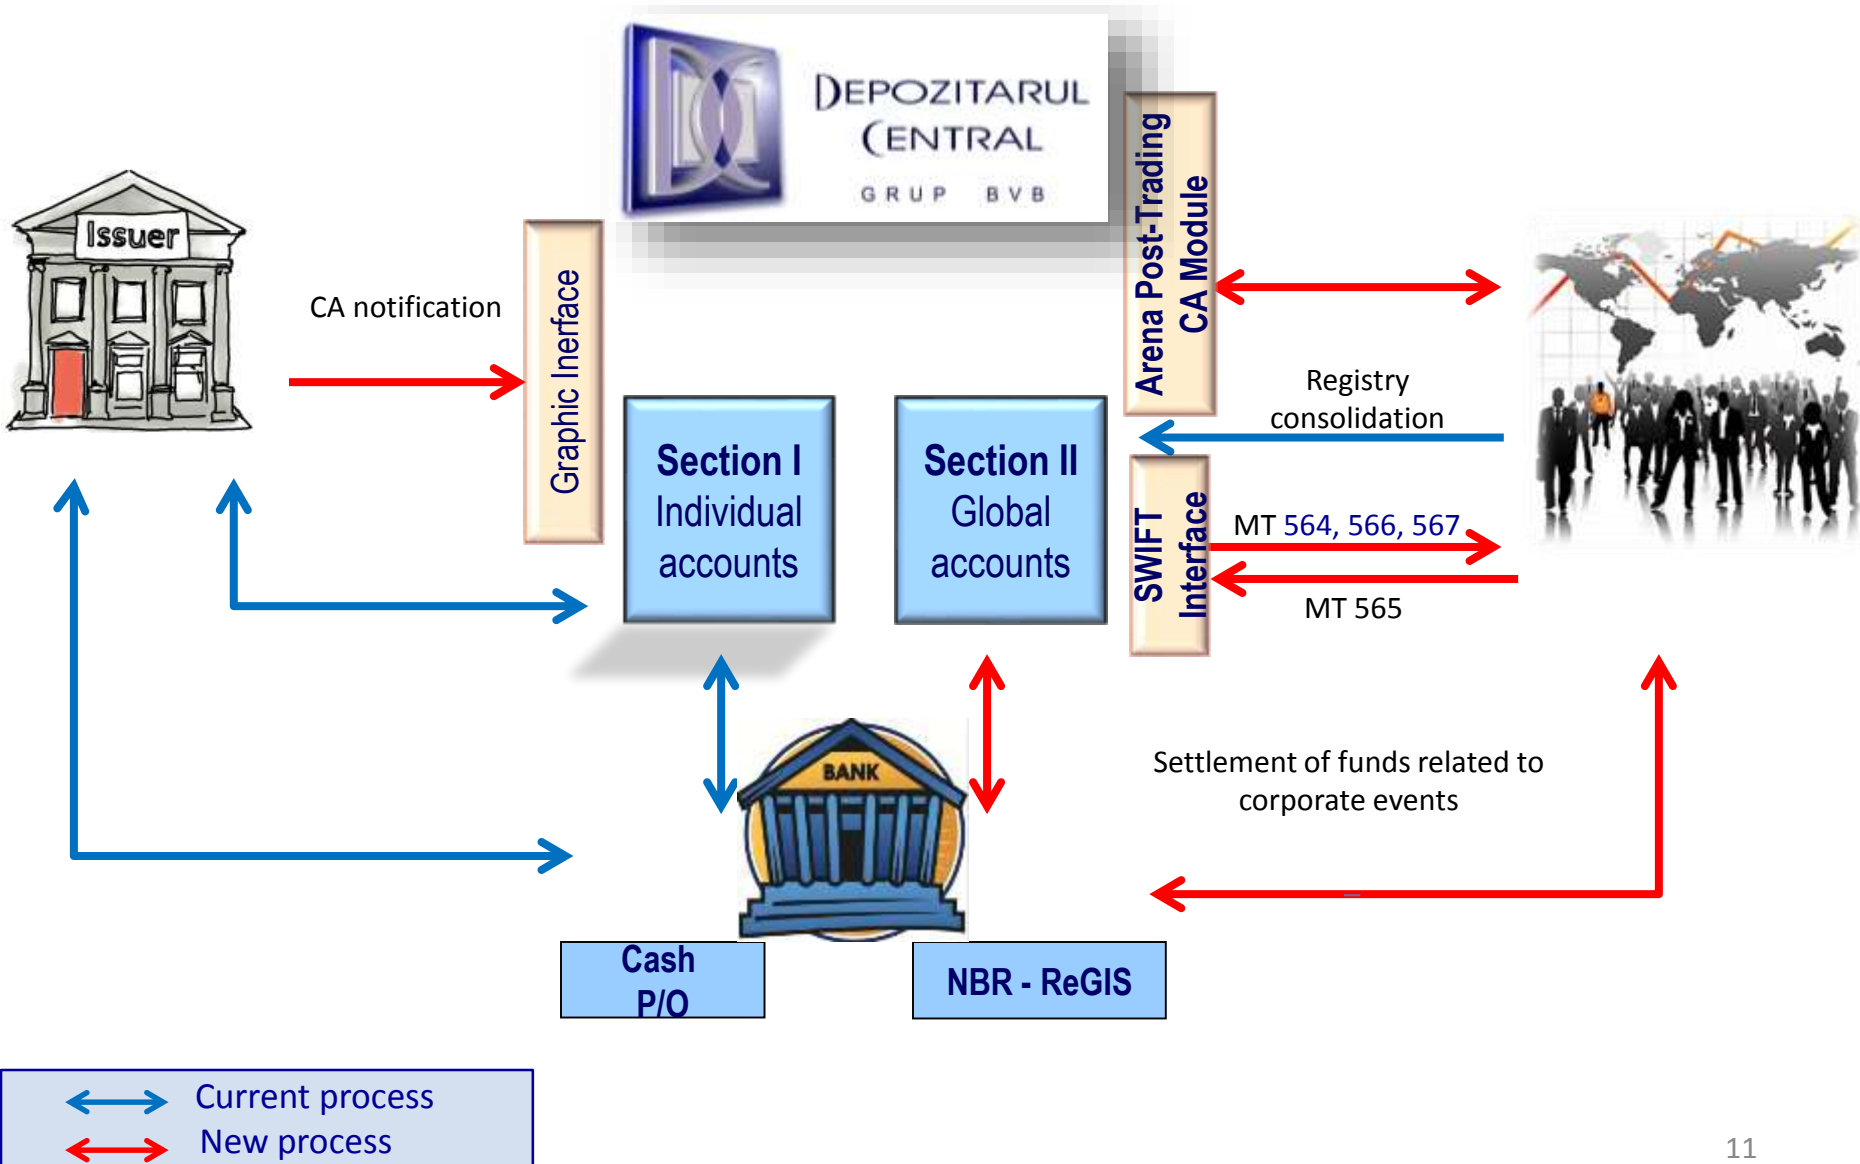 DEPOZITARUL
CENTRAL
GRUP BVB
Issuer
CA notification
Graphic Inerface
Arena Post-Trading
CA Module
Registry
consolidation
Section I
Individual
accounts
Section II
Global
accounts
SWIFT
Interface
MT 564, 566, 567
MT 565
BANK
Settlement of funds related to
corporate events
Cash
P/O
NBR - ReGIS
Current process
New process
11